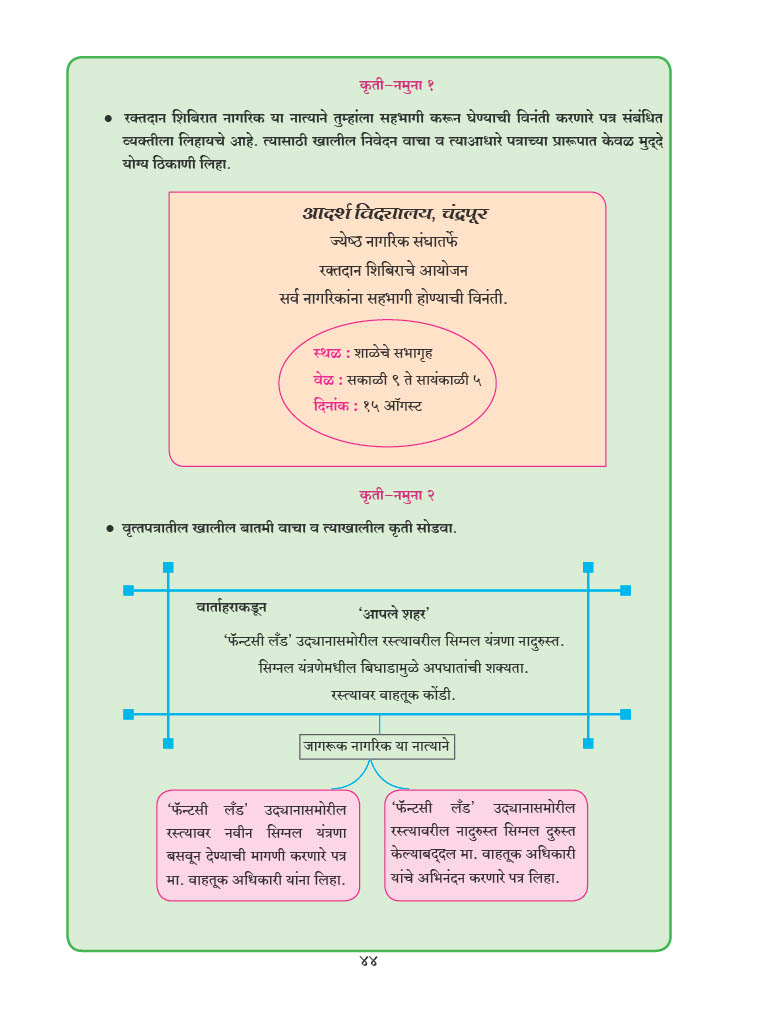 कृती-नमुना १
● रक्तदान शिबिरात नागरिक या नात्याने तुम्हांला सहभागी करून घेण्याची विनंती करणारे पत्र संबंधित
व्यक्तीला लिहायचे आहे. त्यासाठी खालील निवेदन वाचा व त्याआधारे पत्राच्या प्रारूपात केवळ मुद्दे
योग्य ठिकाणी लिहा.
आदर्श विद्यालय, चंद्रपूर
ज्येष्ठ नागरिक संघातर्फे
रक्तदान शिबिराचे आयोजन
सर्व नागरिकांना सहभागी होण्याची विनंती.
स्थळ : शाळेचे सभागृह
वेळ : सकाळी ९ ते सायंकाळी ५
दिनांक : १५ ऑगस्ट
कृती-नमुना २
● वृत्तपत्रातील खालील बातमी वाचा व त्याखालील कृती सोडवा.
वार्ताहराकडून
‘आपले शहर’
‘फॅन्टसी लँड’ उद्यानासमोरील रस्त्यावरील सिग्नल यंत्रणा नादुरुस्त.
सिग्नल यंत्रणेमधील बिघाडामुळे अपघातांची शक्यता.
रस्त्यावर वाहतूक कोंडी.
जागरूक नागरिक या नात्याने
‘फॅन्टसी लँड’ उद्यानासमोरील
रस्त्यावर नवीन सिग्नल यंत्रणा
बसवून देण्याची मागणी करणारे पत्र
मा. वाहतूक अधिकारी यांना लिहा.
‘फॅन्टसी लँड’ उद्यानासमोरील
रस्त्यावरील नादुरुस्त सिग्नल दुरुस्त
केल्याबद्दल मा. वाहतूक अधिकारी
यांचे अभिनंदन करणारे पत्र लिहा.
४४